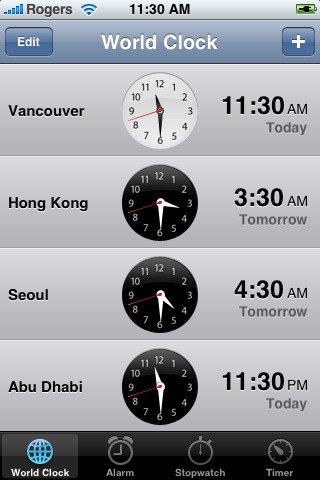 Rogers 11:30 AM
Edit World Clock +
Vancouver 11:30 AM
Today
Hong Kong 3:30 AM
Tomorrow
Seoul 4:30 AM
Tomorrow
Abu Dhabi 11:30 PM
Today
World Clock Alarm Stopwatch Timer